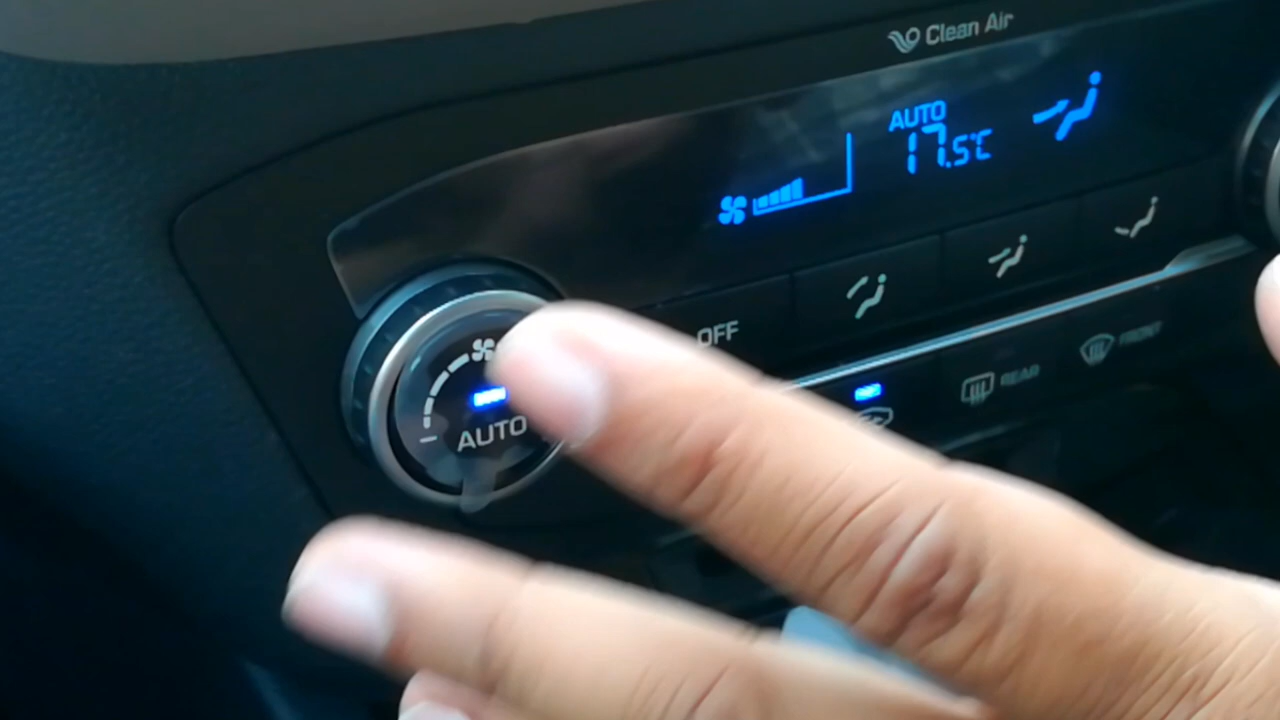 Clean Air
AUTO
17.5°C
OFF
REAR
FRONT
AUTO